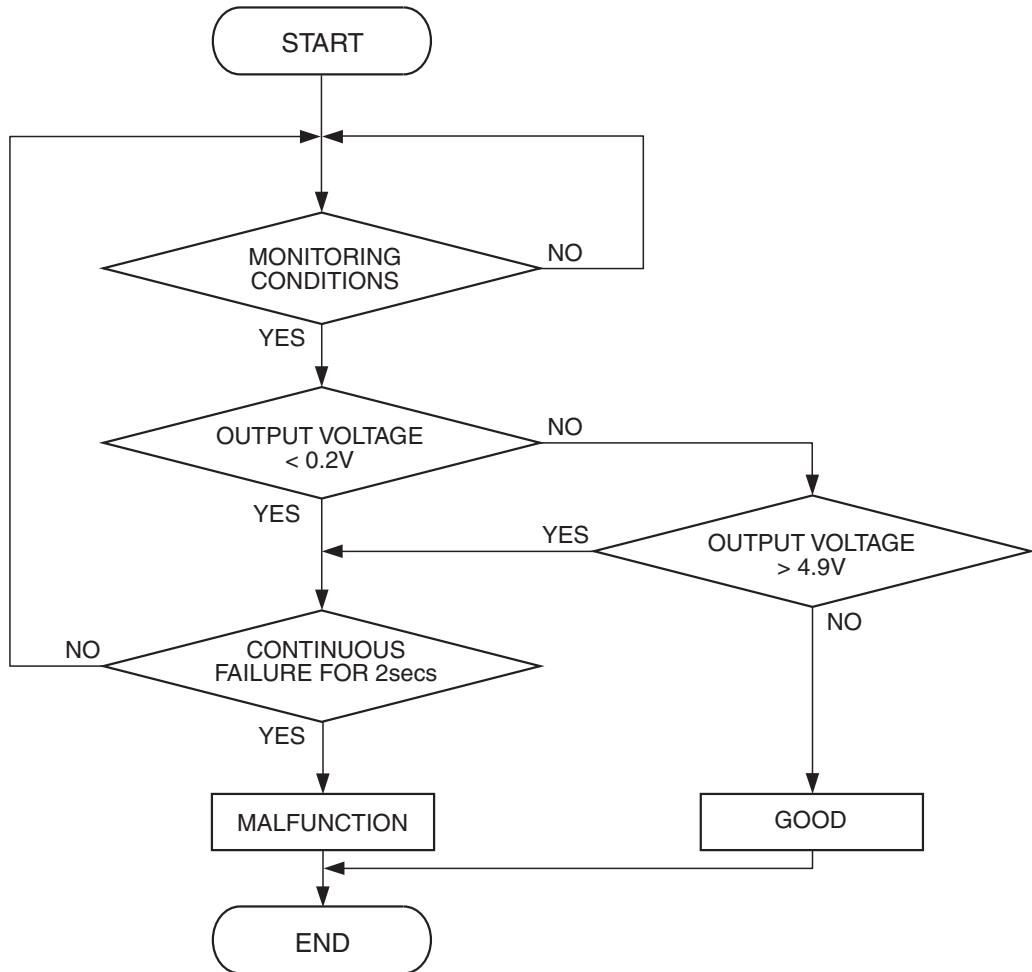 START
MONITORING
CONDITIONS
NO
YES
OUTPUT VOLTAGE
< 0.2V
NO
YES
YES
OUTPUT VOLTAGE
> 4.9V
NO
NO
CONTINUOUS
FAILURE FOR 2secs
YES
MALFUNCTION
GOOD
END